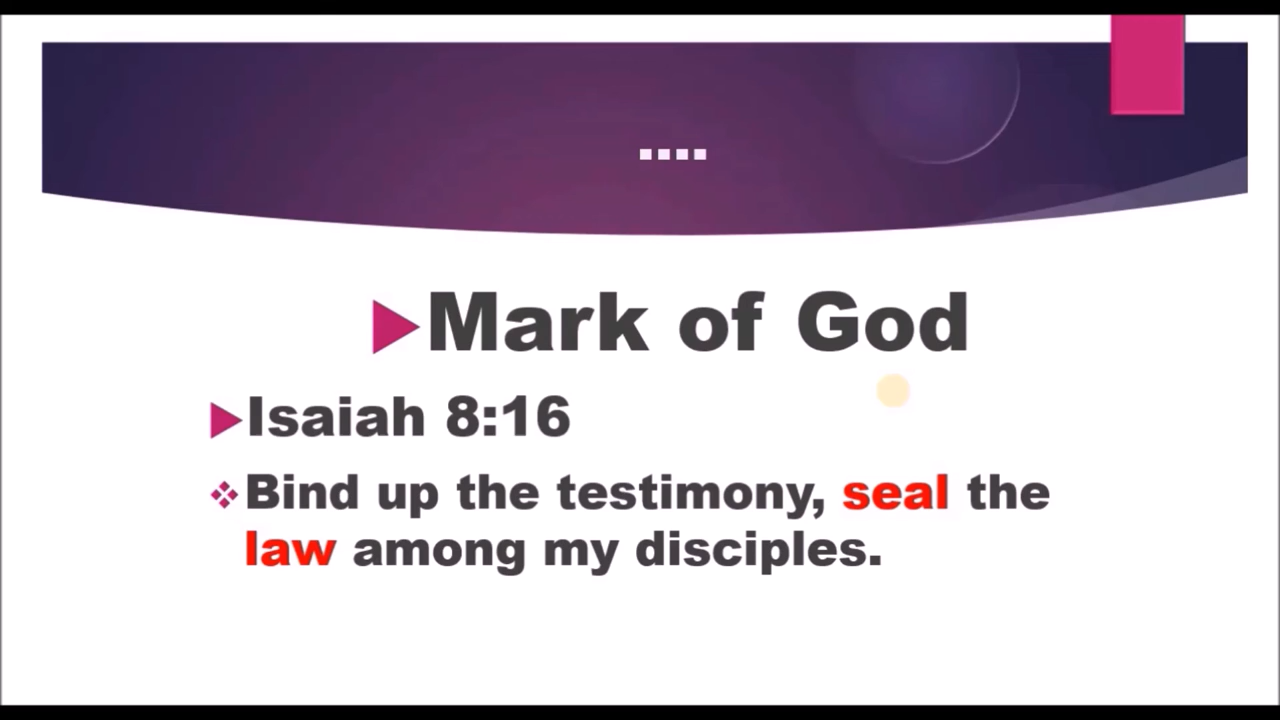 ....
Mark of God
Isaiah 8:16
Bind up the testimony, seal the
law among my disciples.